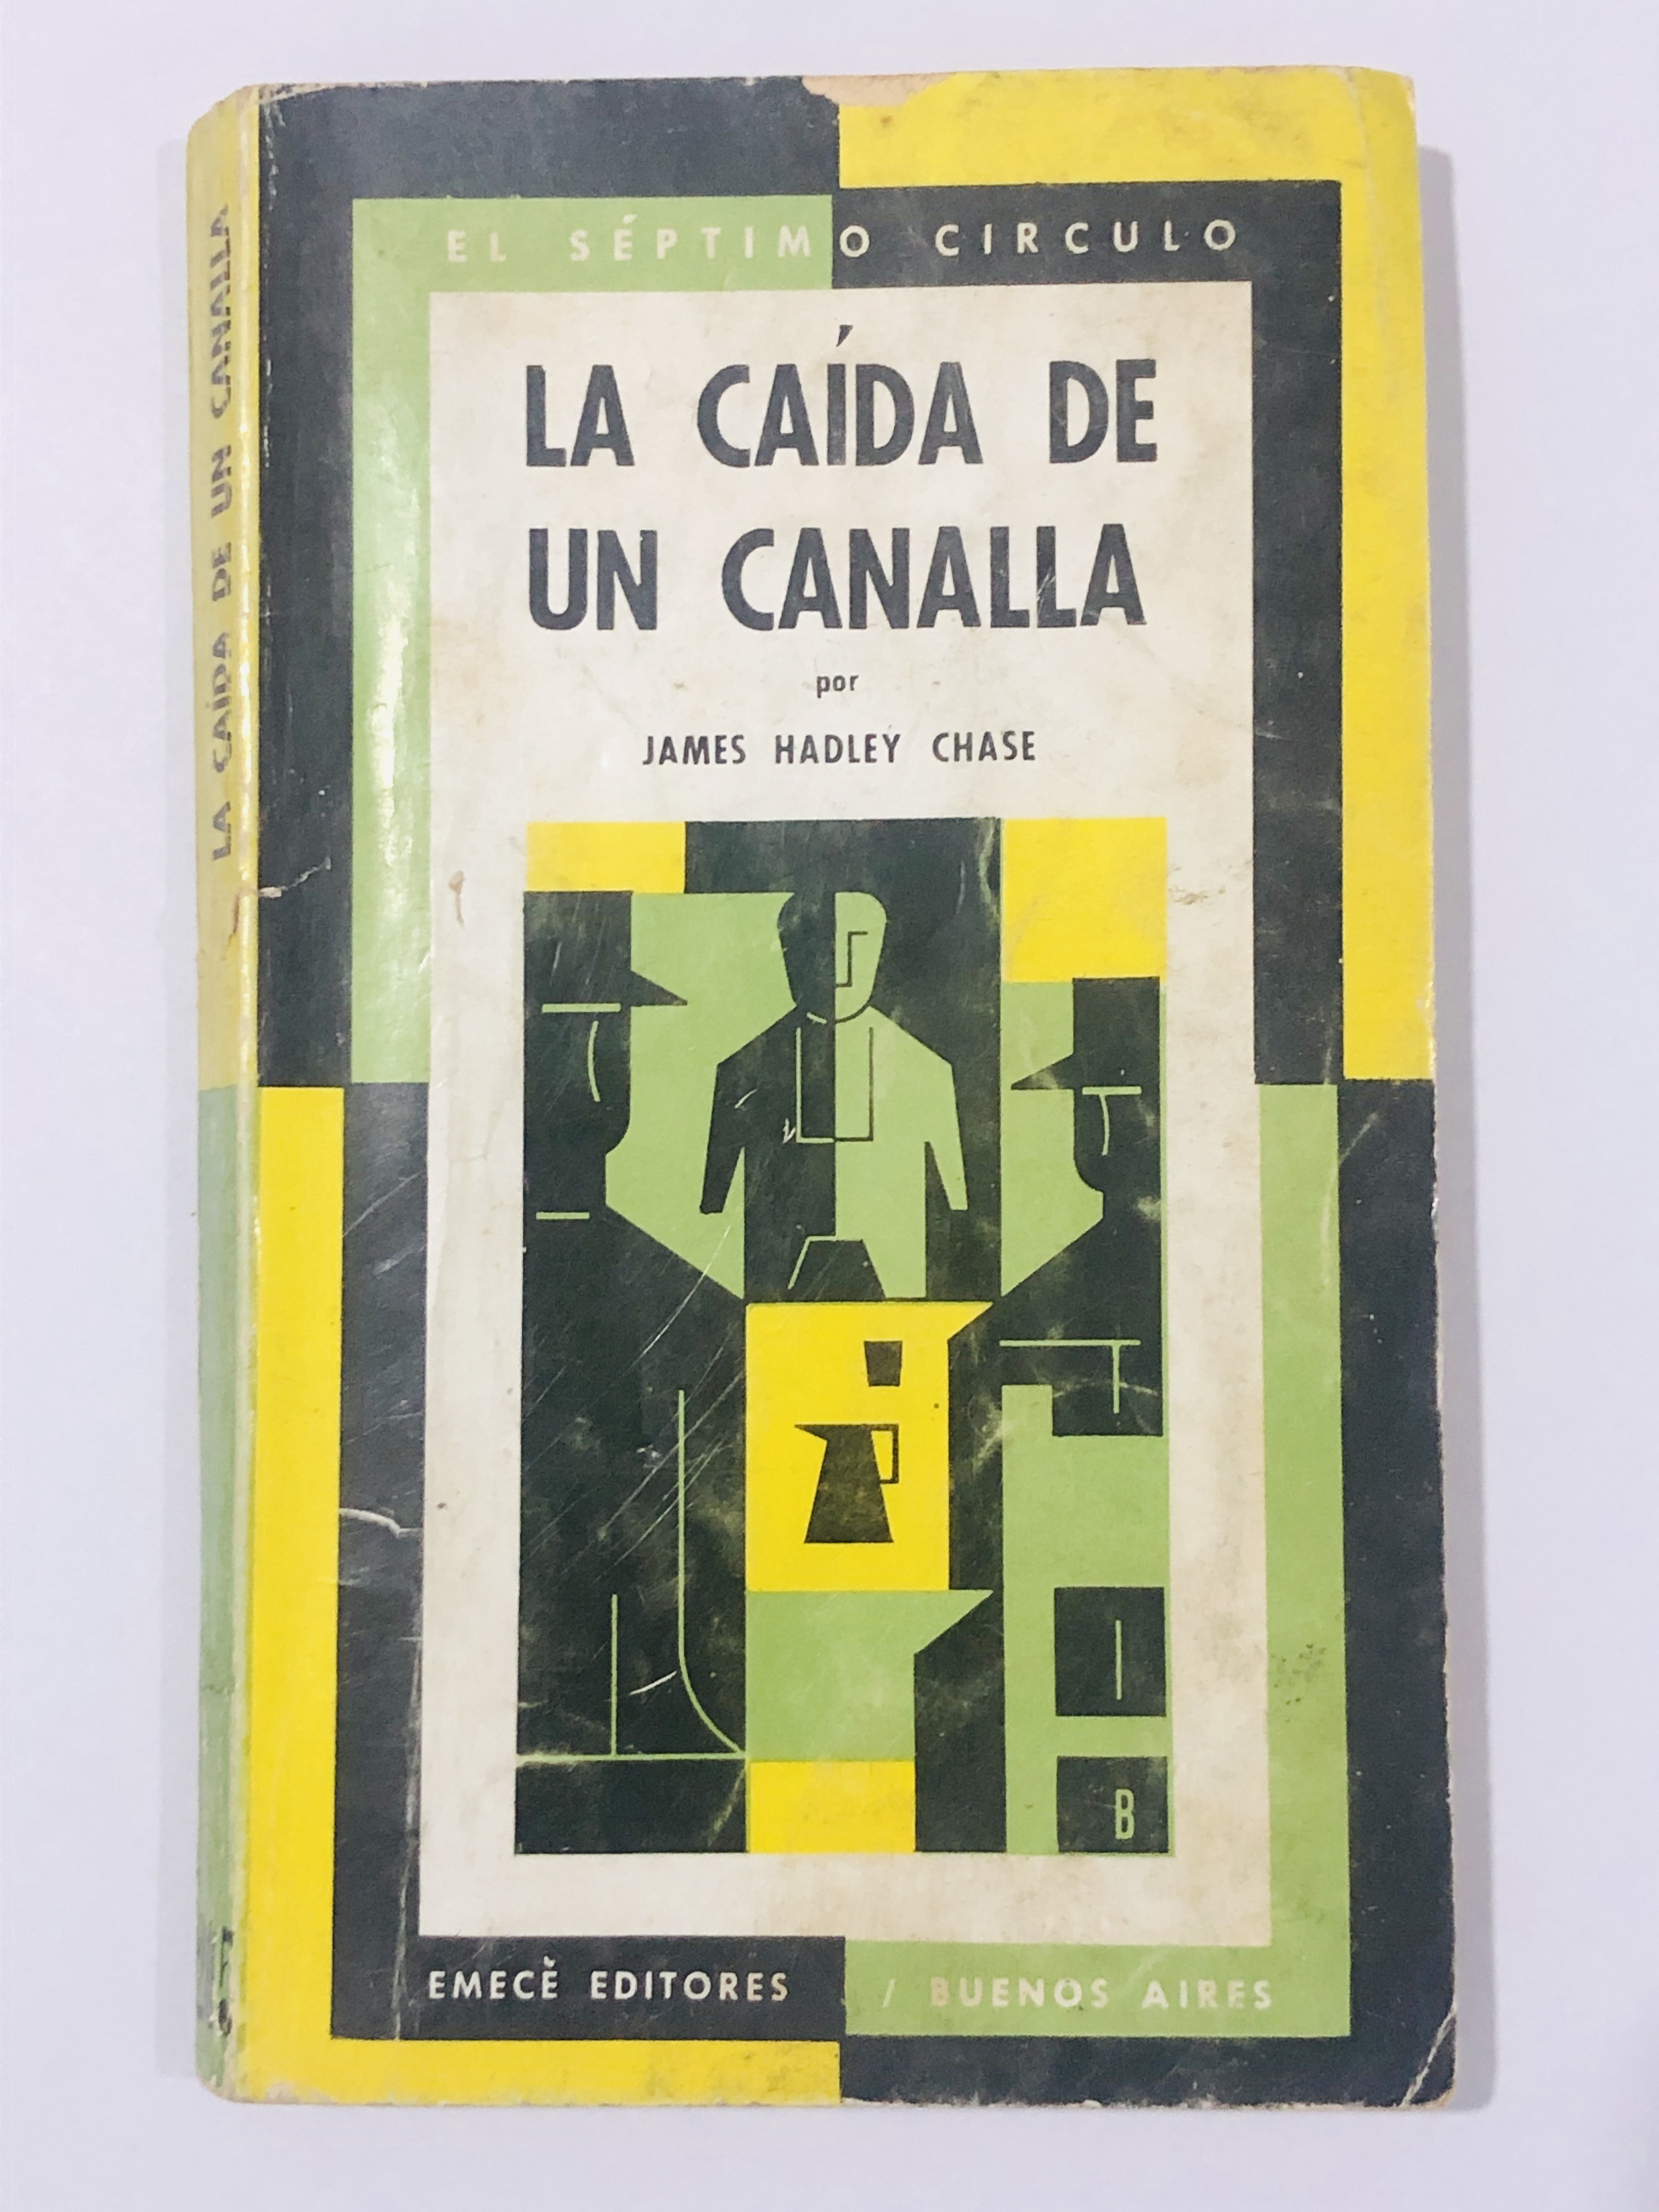 EL SÉPTIMO CIRCULO
LA CAÍDA DE
UN CANALLA
por
JAMES HADLEY CHASE
B
EMECÈ EDITORES / BUENOS AIRES
LA CAÍDA DE UN CANALLA